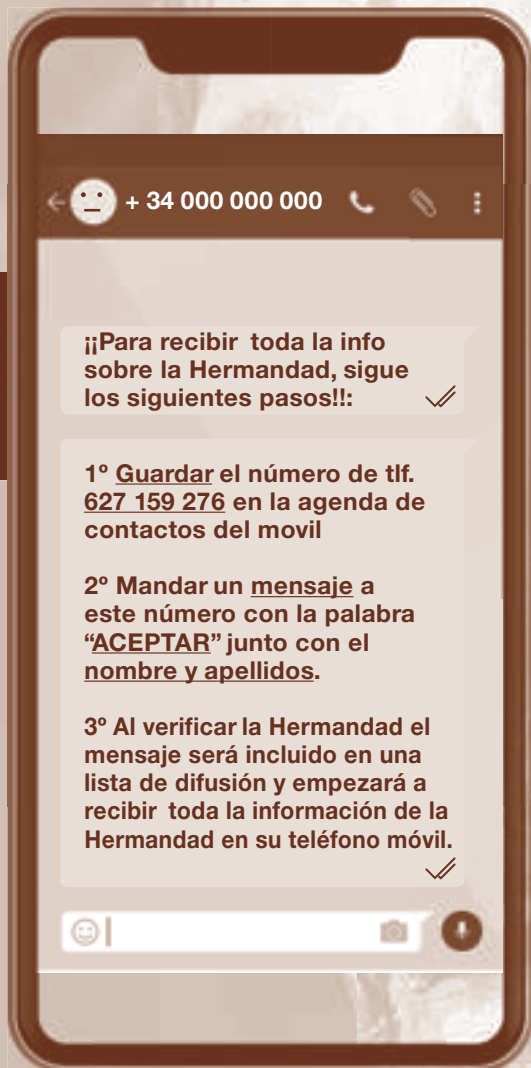 + 34 000 000 000
¡¡Para recibir toda la info
sobre la Hermandad, sigue
los siguientes pasos!!:
1º Guardar el número de tlf.
627 159 276 en la agenda de
contactos del movil
2º Mandar un mensaje a
este número con la palabra
“ACEPTAR” junto con el
nombre y apellidos.
3º Al verificar la Hermandad el
mensaje será incluido en una
lista de difusión y empezará a
recibir toda la información de la
Hermandad en su teléfono móvil.